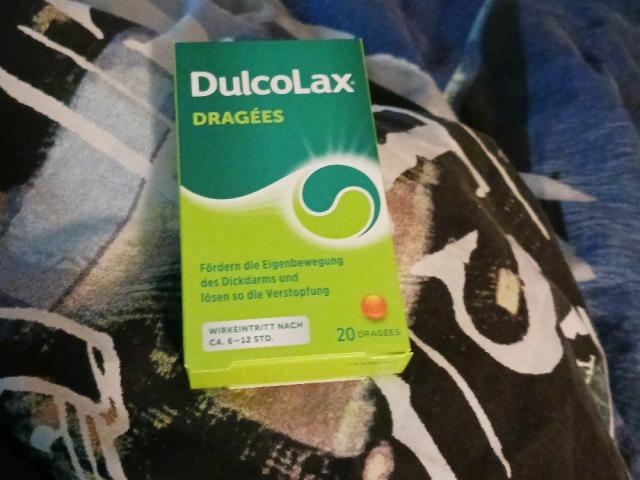 DULCOLAX
DRAGÉES
Fördern die Eigenbewegung
des Dickdarms und
lösen so die Verstopfung
WIRKEINTRITT NACH
CA. 6–12 STD.
20 DRAGÉES